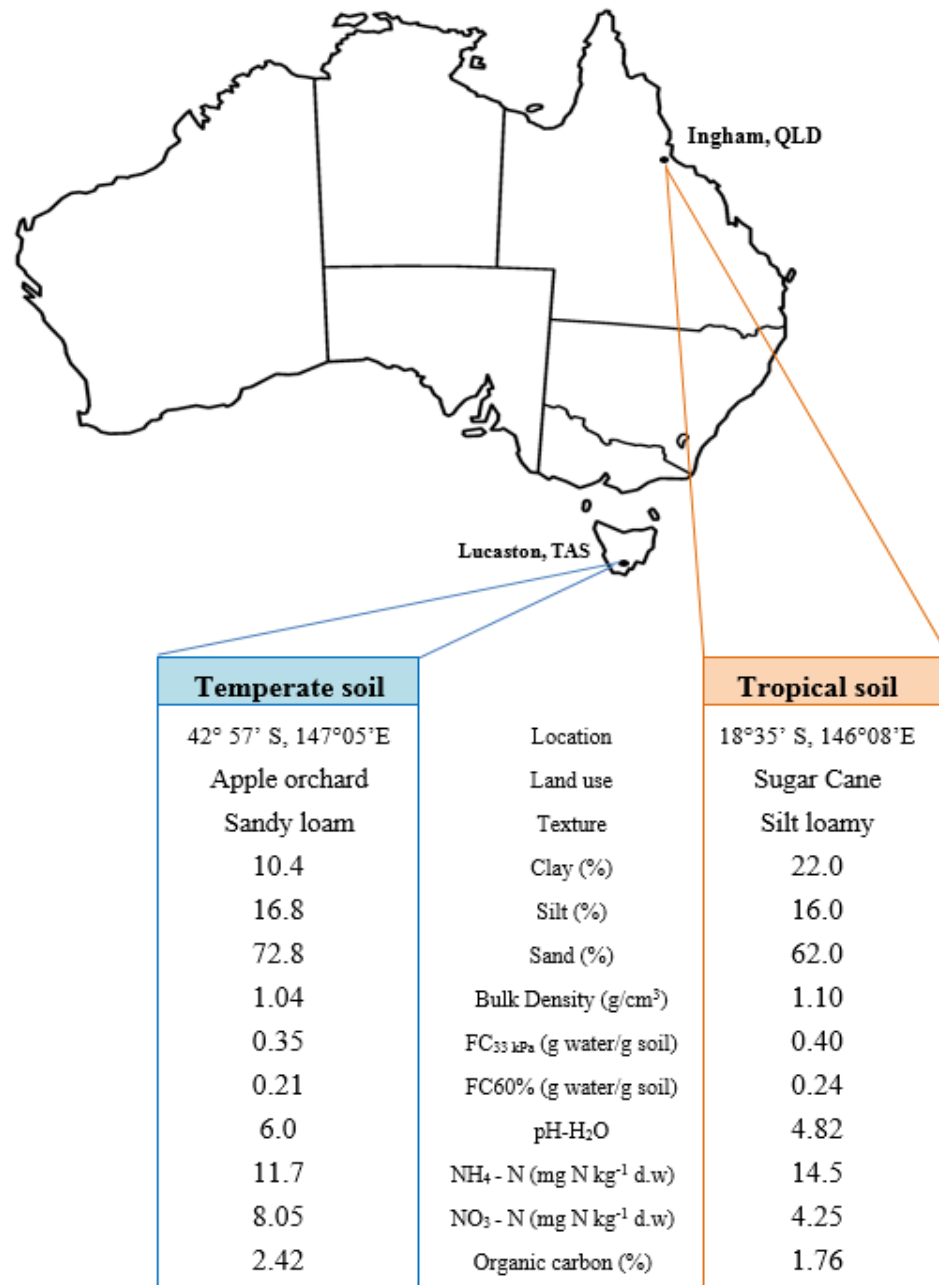 Ingham, QLD
Lucaston, TAS
Temperate soil Tropical soil
42° 57’ S, 147°05’E Location 18°35’ S, 146°08’E
Apple orchard Land use Sugar Cane
Sandy loam Texture Silt loamy
10.4 Clay (%) 22.0
16.8 Silt (%) 16.0
72.8 Sand (%) 62.0
1.04 Bulk Density (g/cm³) 1.10
0.35 FC₃₃ ₖPₐ (g water/g soil) 0.40
0.21 FC60% (g water/g soil) 0.24
6.0 pH-H₂O 4.82
11.7 NH₄ - N (mg N kg⁻¹ d.w) 14.5
8.05 NO₃ - N (mg N kg⁻¹ d.w) 4.25
2.42 Organic carbon (%) 1.76